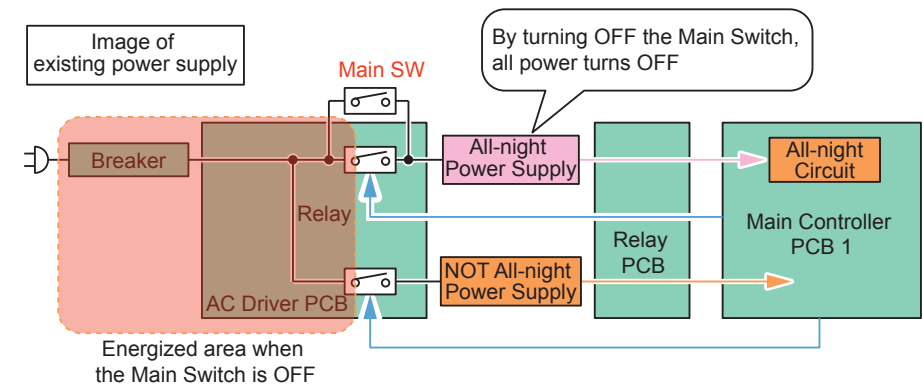 Image of
existing power supply
By turning OFF the Main Switch,
all power turns OFF
Main SW
Breaker
All-night
Power Supply
All-night
Circuit
Relay
Relay
PCB
Main Controller
PCB 1
NOT All-night
Power Supply
AC Driver PCB
Energized area when
the Main Switch is OFF